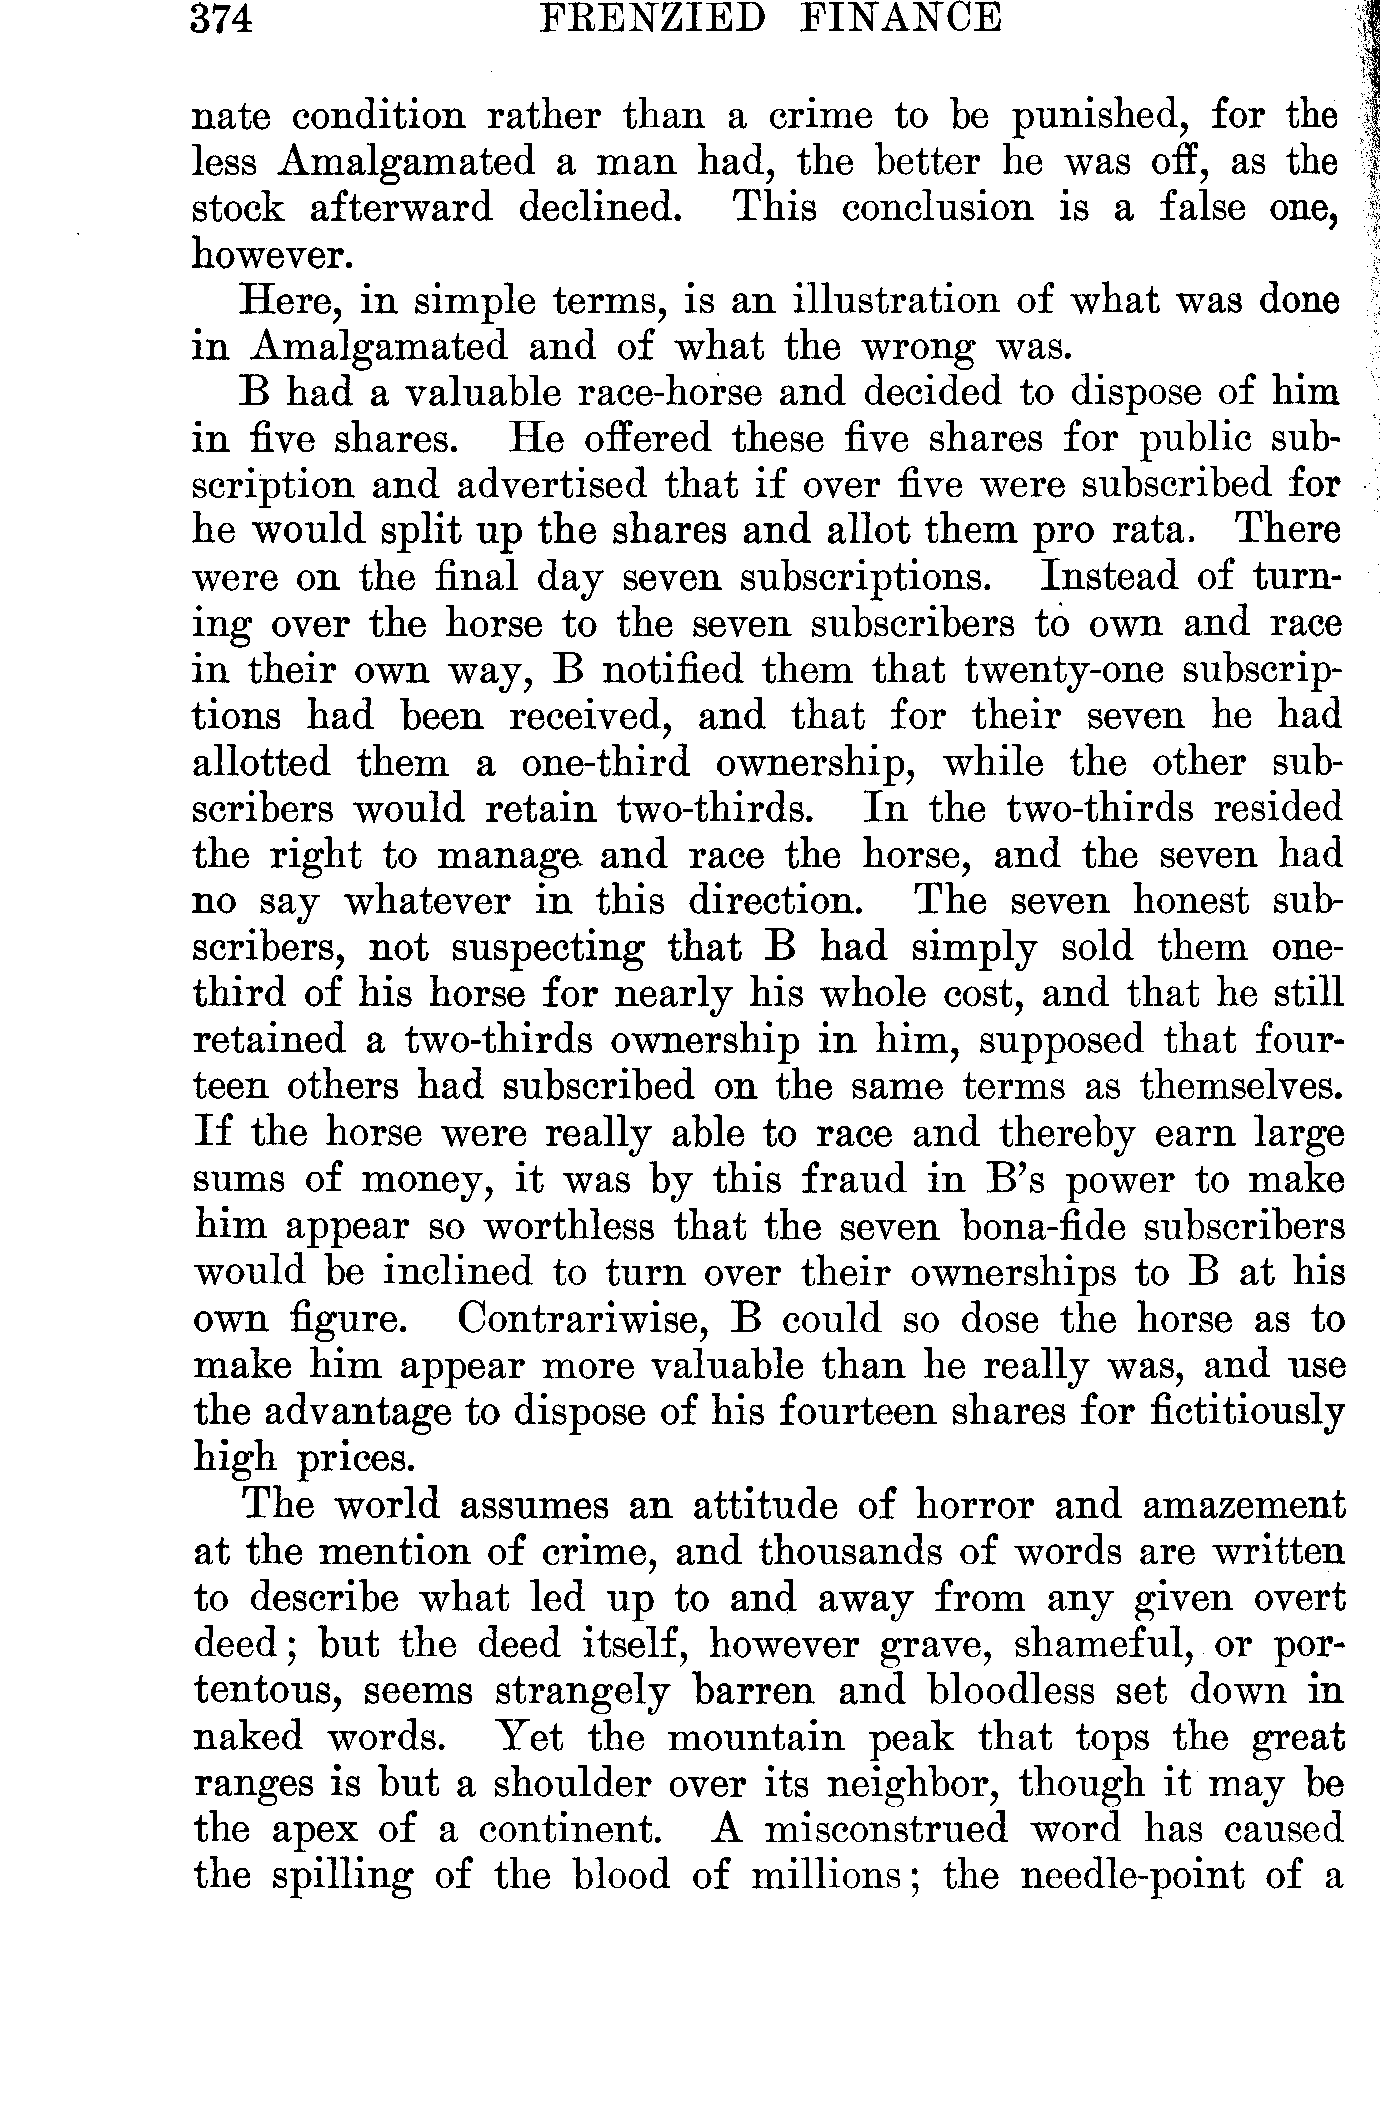 374 FRENZIED FINANCE
nate condition rather than a crime to be punished, for the
less Amalgamated a man had, the better he was off, as the
stock afterward declined. This conclusion is a false one,
however.
Here, in simple terms, is an illustration of what was done
in Amalgamated and of what the wrong was.
B had a valuable race-horse and decided to dispose of him
in five shares. He offered these five shares for public sub-
scription and advertised that if over five were subscribed for
he would split up the shares and allot them pro rata. There
were on the final day seven subscriptions. Instead of turn-
ing over the horse to the seven subscribers to own and race
in their own way, B notified them that twenty-one subscrip-
tions had been received, and that for their seven he had
allotted them a one-third ownership, while the other sub-
scribers would retain two-thirds. In the two-thirds resided
the right to manage and race the horse, and the seven had
no say whatever in this direction. The seven honest sub-
scribers, not suspecting that B had simply sold them one-
third of his horse for nearly his whole cost, and that he still
retained a two-thirds ownership in him, supposed that four-
teen others had subscribed on the same terms as themselves.
If the horse were really able to race and thereby earn large
sums of money, it was by this fraud in B's power to make
him appear so worthless that the seven bona-fide subscribers
would be inclined to turn over their ownerships to B at his
own figure. Contrariwise, B could so dose the horse as to
make him appear more valuable than he really was, and use
the advantage to dispose of his fourteen shares for fictitiously
high prices.
The world assumes an attitude of horror and amazement
at the mention of crime, and thousands of words are written
to describe what led up to and away from any given overt
deed; but the deed itself, however grave, shameful, or por-
tentous, seems strangely barren and bloodless set down in
naked words. Yet the mountain peak that tops the great
ranges is but a shoulder over its neighbor, though it may be
the apex of a continent. A misconstrued word has caused
the spilling of the blood of millions; the needle-point of a